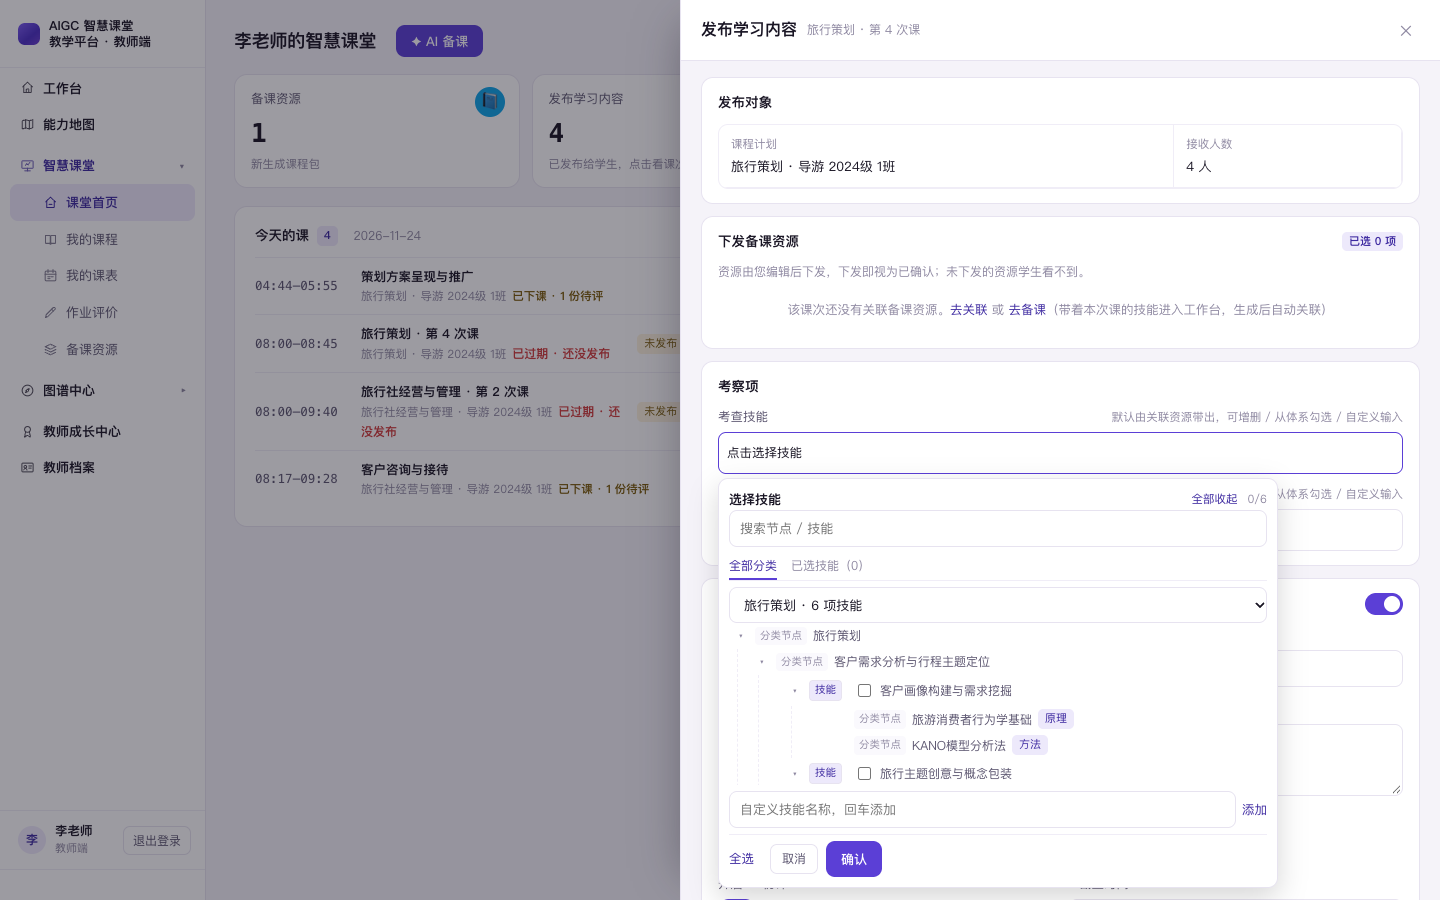 AIGC 智慧课堂
教学平台 · 教师端
工作台
能力地图
智慧课堂
课堂首页
我的课程
我的课表
作业评价
备课资源
图谱中心
教师成长中心
教师档案
李
李老师
教师端
退出登录
李老师的智慧课堂
✦ AI 备课
备课资源
1
新生成课程包
发布学习内容
4
已发布给学生，点击看课
今天的课 4 2026-11-24
04:44-05:55
策划方案呈现与推广
旅行策划 · 导游 2024级 1班 已下课 · 1 份待评
08:00-08:45
旅行策划 · 第 4 次课
旅行策划 · 导游 2024级 1班 已过期 · 还没发布
未发布
08:00-09:40
旅行社经营与管理 · 第 2 次课
旅行社经营与管理 · 导游 2024级 1班 已过期 · 还
没发布
未发布
08:17-09:28
客户咨询与接待
旅行社经营与管理 · 导游 2024级 1班 已下课 · 1 份待评
发布学习内容 旅行策划 · 第 4 次课
发布对象
课程计划
旅行策划 · 导游 2024级 1班
接收人数
4 人
下发备课资源
已选 0 项
资源由您编辑后下发，下发即视为已确认；未下发的资源学生看不到。
该课次还没有关联备课资源。去关联 或 去备课（带着本次课的技能进入工作台，生成后自动关联）
考察项
考查技能
默认由关联资源带出，可增删 / 从体系勾选 / 自定义输入
点击选择技能
从体系勾选 / 自定义输入
选择技能
全部收起 0/6
搜索节点 / 技能
全部分类 已选技能（0）
旅行策划 · 6 项技能
分类节点 旅行策划
分类节点 客户需求分析与行程主题定位
技能 客户画像构建与需求挖掘
分类节点 旅游消费者行为学基础 原理
分类节点 KANO模型分析法 方法
技能 旅行主题创意与概念包装
自定义技能名称，回车添加
添加
全选 取消 确认